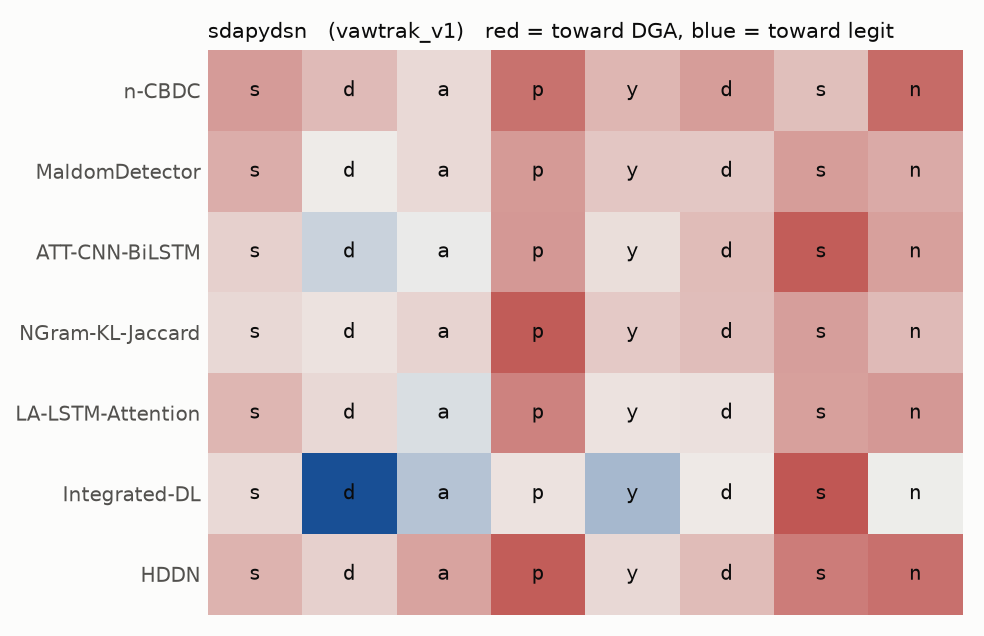 sdapydsn (vawtrak_v1) red = toward DGA, blue = toward legit
n-CBDC s d a p y d s n
MaldomDetector s d a p y d s n
ATT-CNN-BiLSTM s d a p y d s n
NGram-KL-Jaccard s d a p y d s n
LA-LSTM-Attention s d a p y d s n
Integrated-DL s d a p y d s n
HDDN s d a p y d s n